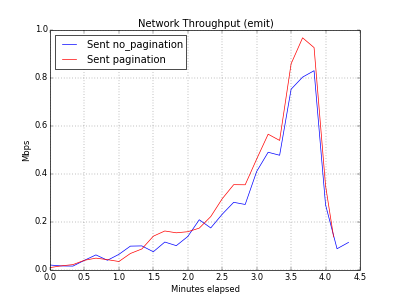 Network Throughput (emit)
Sent no_pagination
Sent pagination
1.0
0.8
0.6
0.4
0.2
0.0
Mbps
0.0 0.5 1.0 1.5 2.0 2.5 3.0 3.5 4.0 4.5
Minutes elapsed